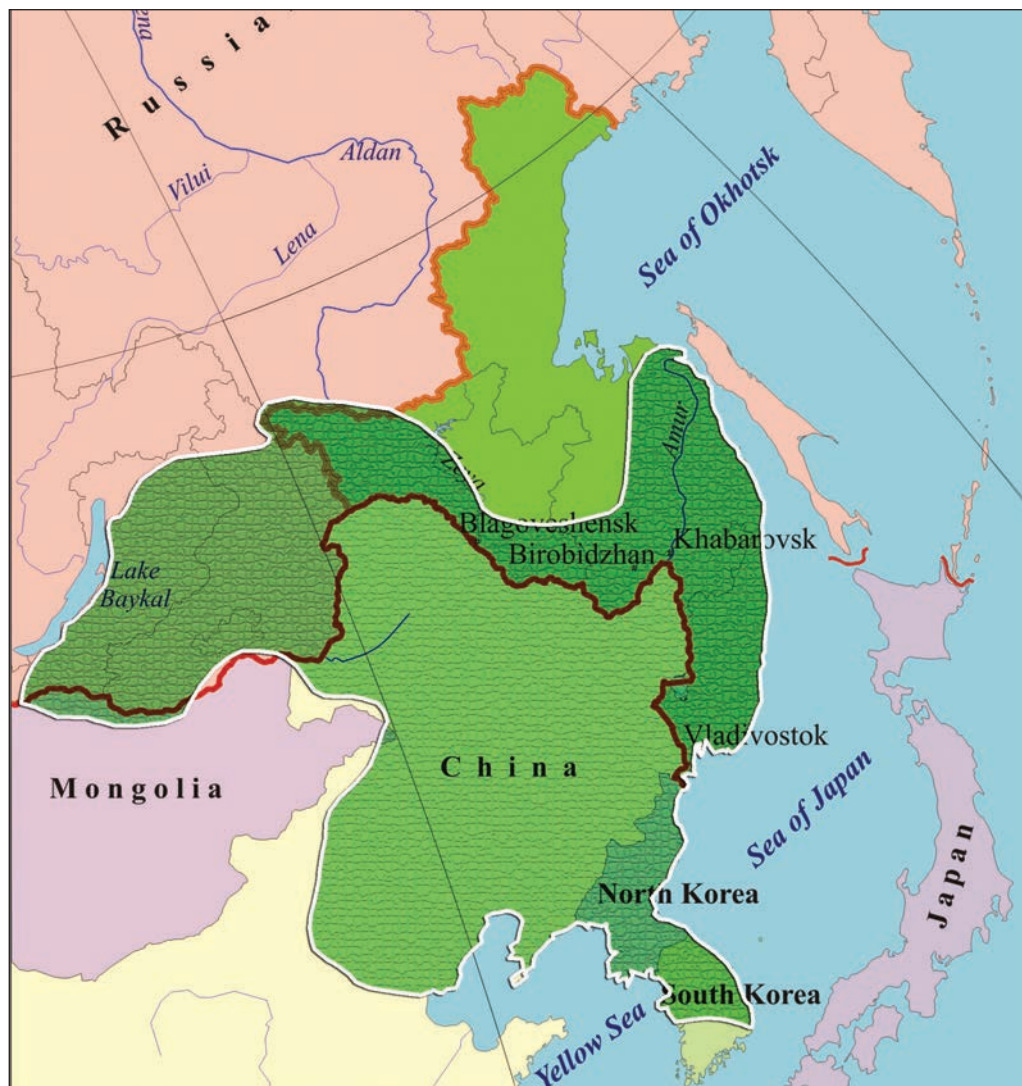 ena
Russia
Aldan
Vilui
Lena
Sea of Okhotsk
Amur
Zeya
Blagoveshensk
Birobidzhan
Khabarovsk
Lake
Baykal
Vladivostok
China
Mongolia
Sea of Japan
Japan
North Korea
South Korea
Yellow Sea